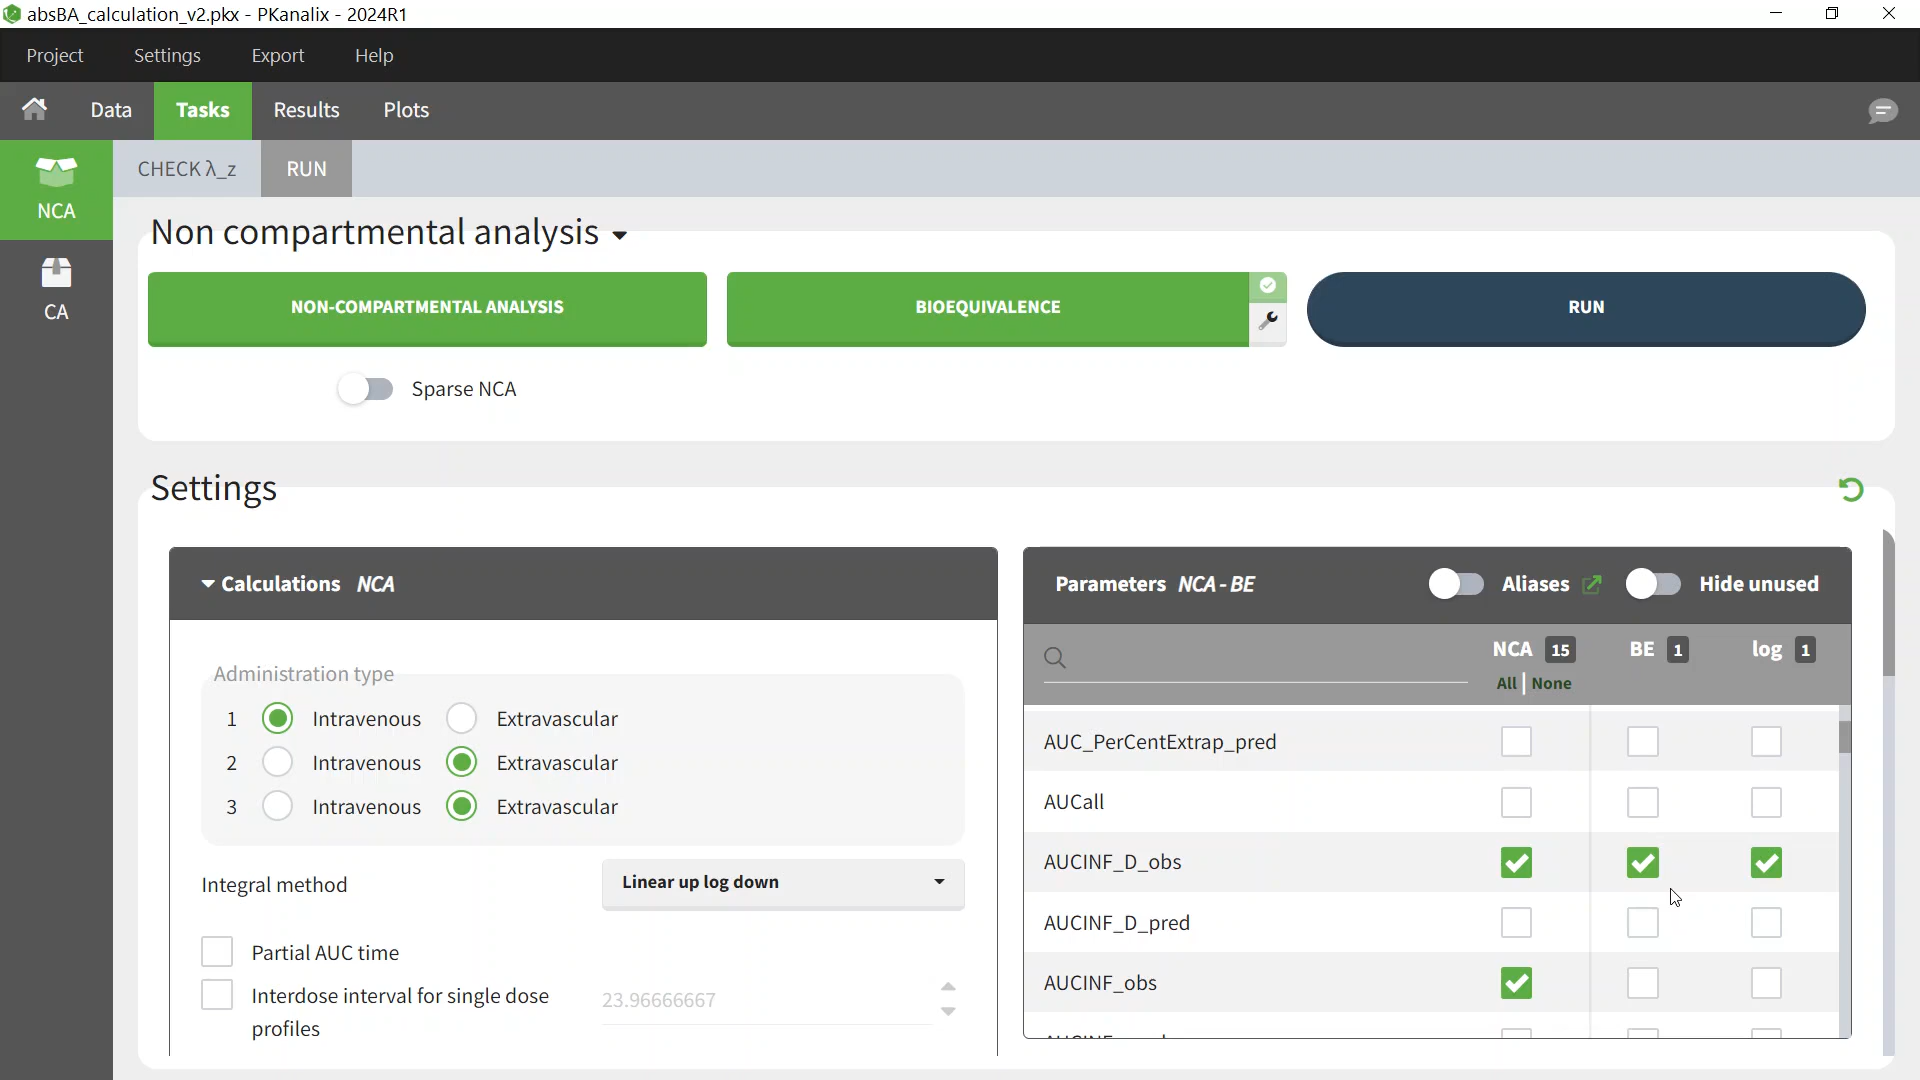 absBA_calculation_v2.pkx - PKanalix - 2024R1
Project Settings Export Help
Data Tasks Results Plots
NCA
CA
CHECK λ_z RUN
Non compartmental analysis
NON-COMPARTMENTAL ANALYSIS BIOEQUIVALENCE RUN
Sparse NCA
Settings
Calculations NCA
Administration type
1 Intravenous Extravascular
2 Intravenous Extravascular
3 Intravenous Extravascular
Integral method Linear up log down
Partial AUC time
Interdose interval for single dose 23.96666667
profiles
Parameters NCA - BE Aliases Hide unused
NCA 15 BE 1 log 1
All | None
AUC_PerCentExtrap_pred
AUCall
AUCINF_D_obs
AUCINF_D_pred
AUCINF_obs